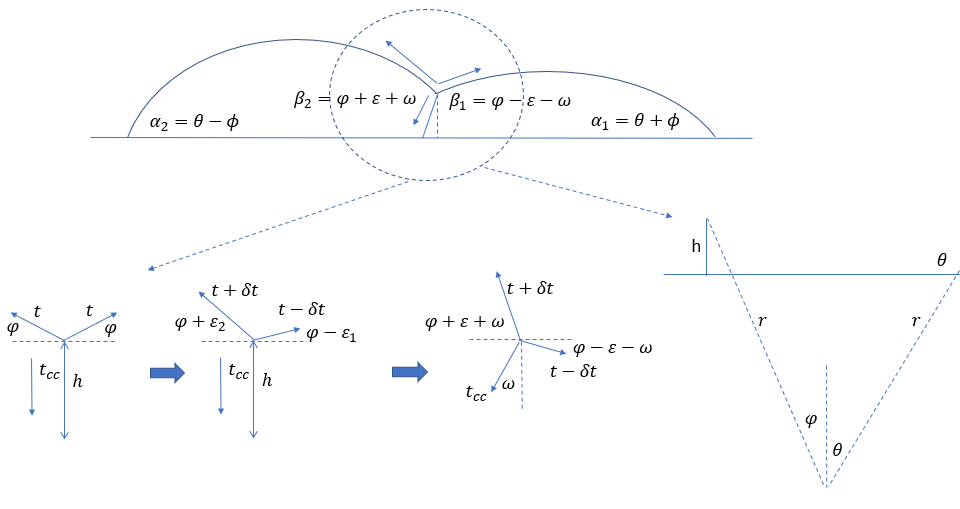 β₂ = φ + ε + ω
β₁ = φ − ε − ω
α₂ = θ − ϕ
α₁ = θ + ϕ
h
θ
r
r
φ
θ
t
t
φ
φ
t_cc
h
t + δt
t − δt
φ + ε₂
φ − ε₁
t_cc
h
t + δt
φ + ε + ω
φ − ε − ω
t − δt
t_cc
ω